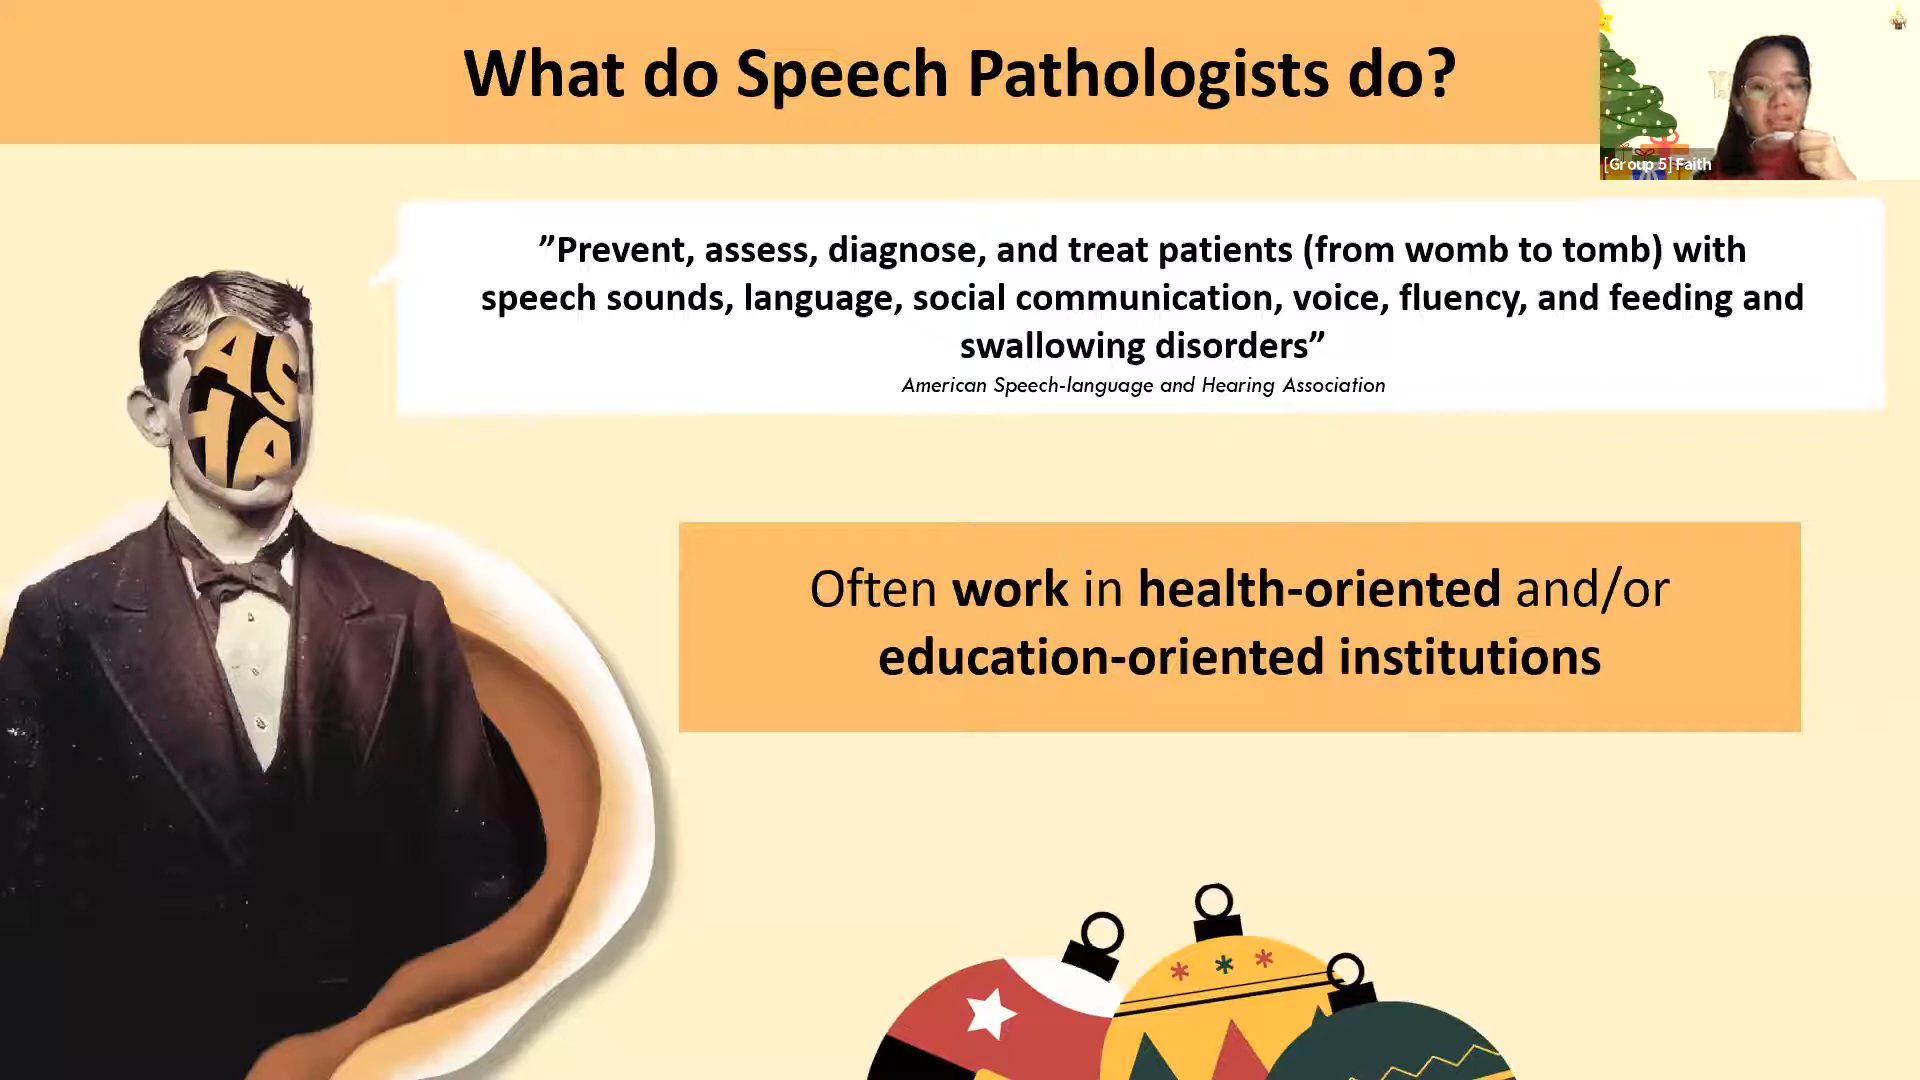 What do Speech Pathologists do?
[Group 5] Faith
”Prevent, assess, diagnose, and treat patients (from womb to tomb) with
speech sounds, language, social communication, voice, fluency, and feeding and
swallowing disorders”
American Speech-language and Hearing Association
AS
HA
Often work in health-oriented and/or
education-oriented institutions